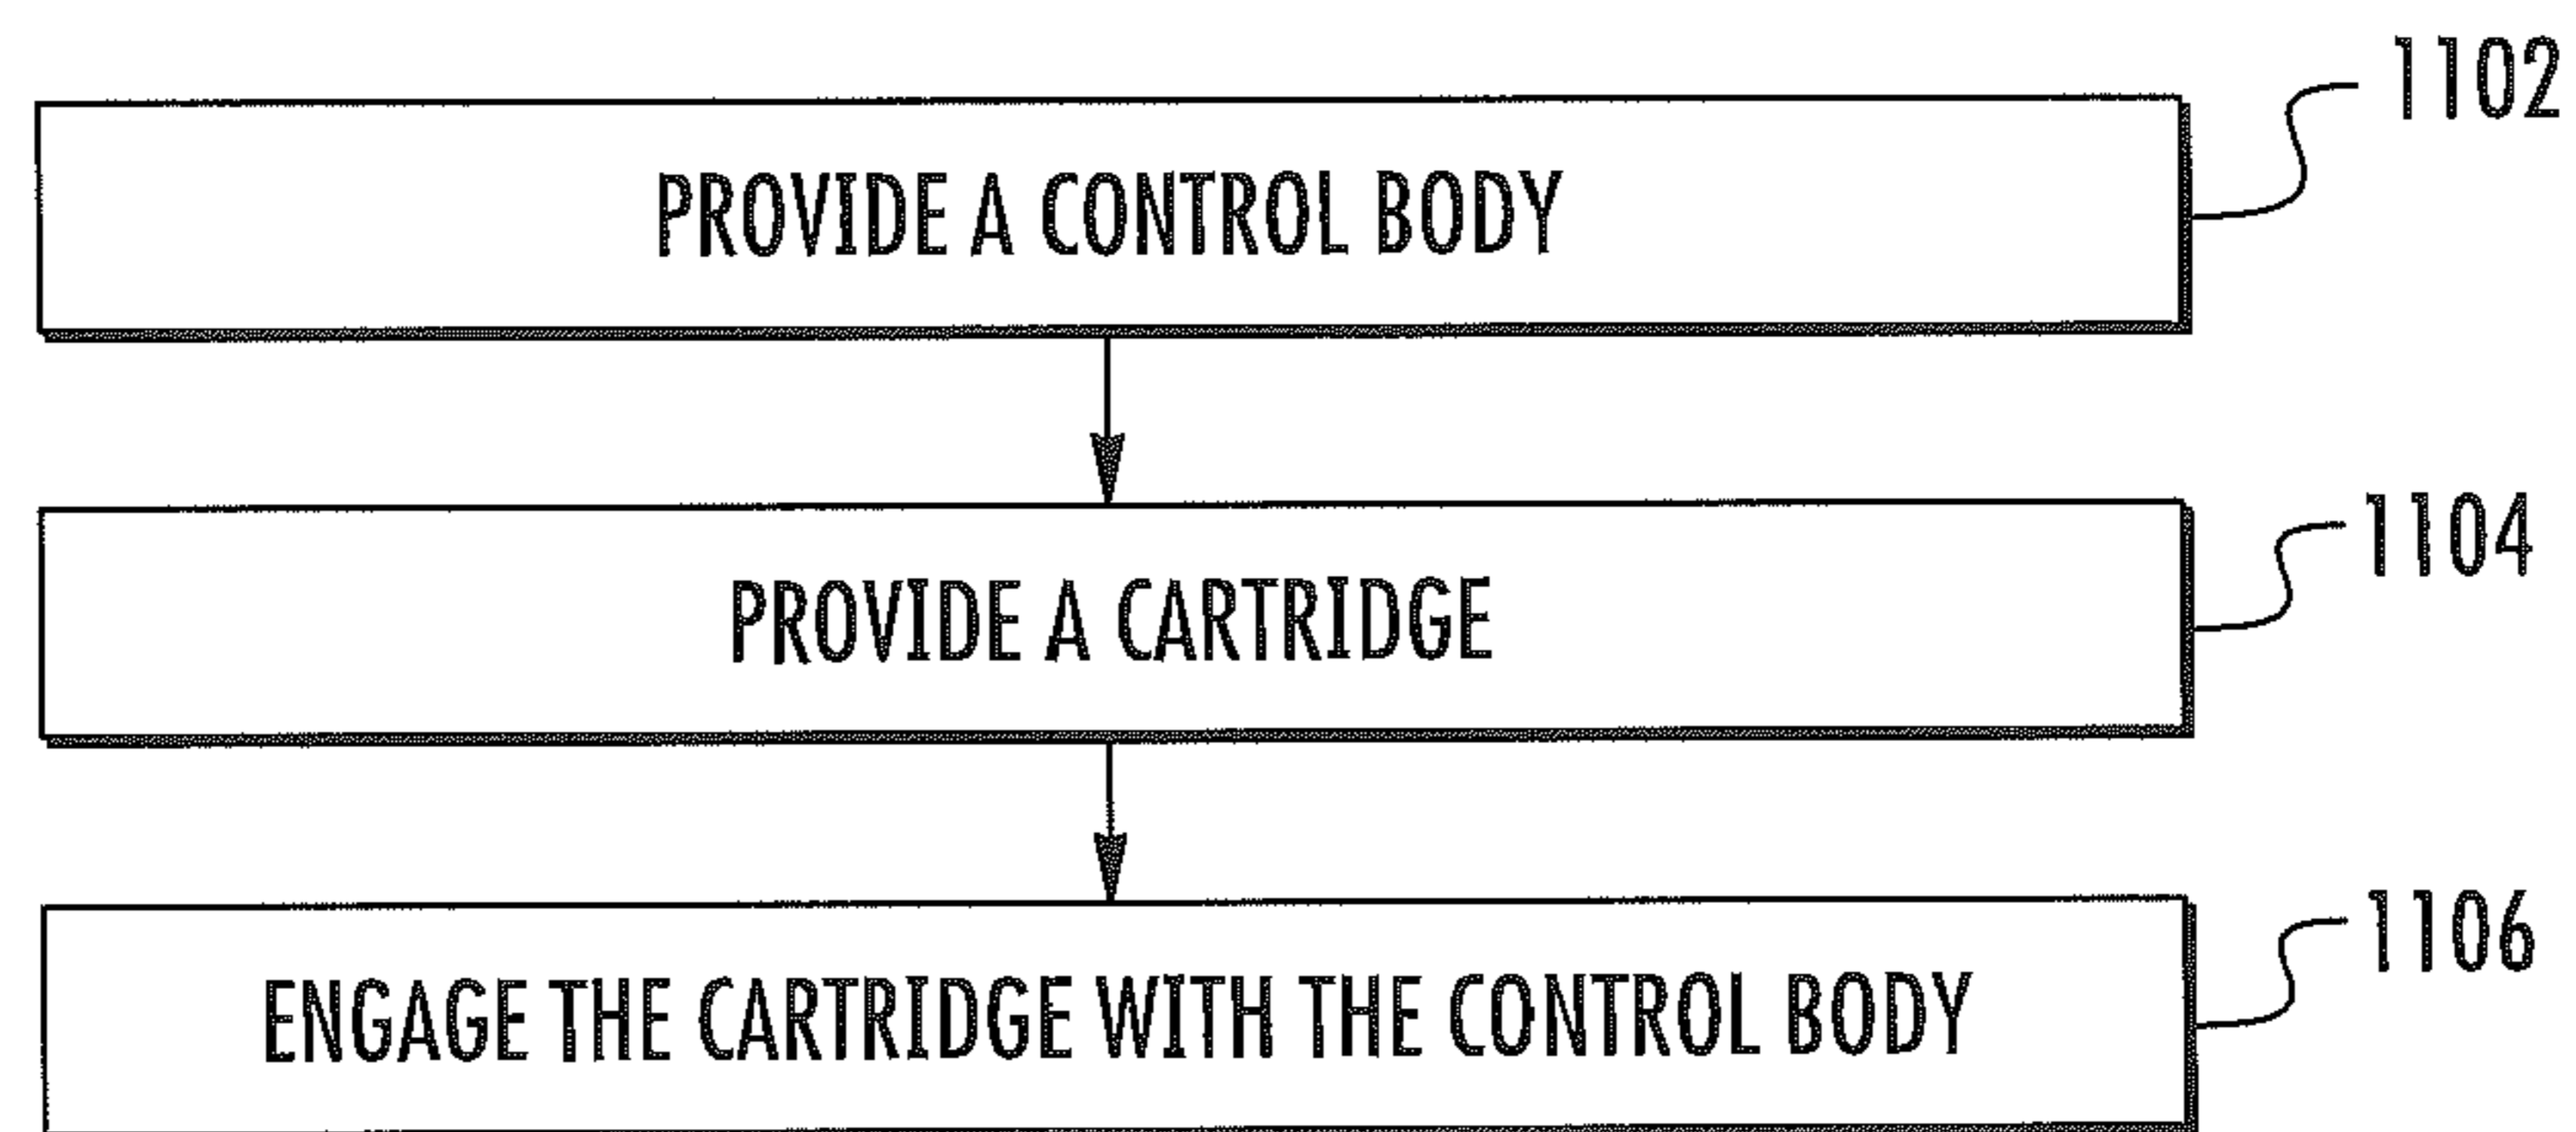 1102
PROVIDE A CONTROL BODY
1104
PROVIDE A CARTRIDGE
1106
ENGAGE THE CARTRIDGE WITH THE CONTROL BODY